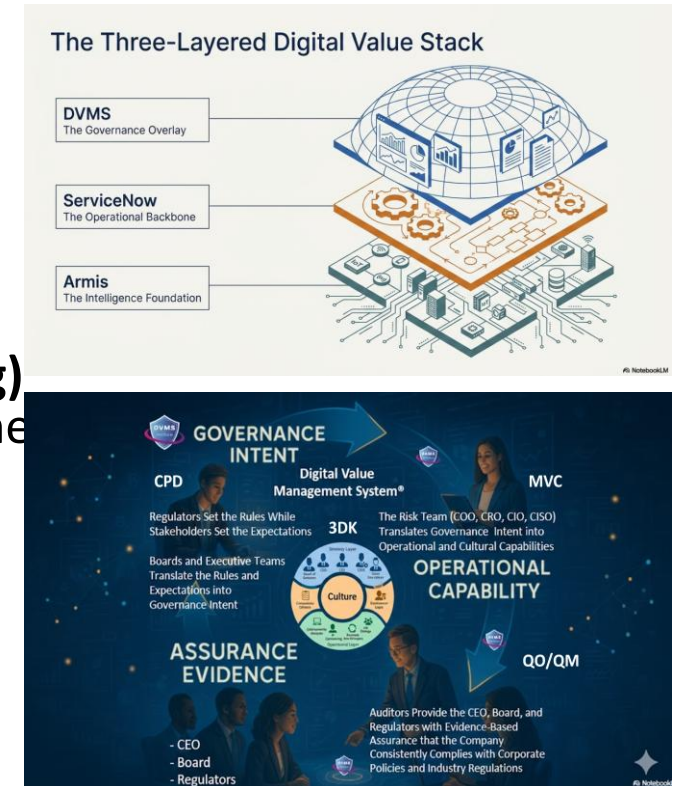 The Three-Layered Digital Value Stack
DVMS
The Governance Overlay
ServiceNow
The Operational Backbone
Armis
The Intelligence Foundation
NotebookLM
g)
ne
DVMS
GOVERNANCE
INTENT
CPD
Digital Value
Management System®
MVC
Regulators Set the Rules While
Stakeholders Set the Expectations
3DK
The Risk Team (COO, CRO, CIO, CISO)
Translates Governance Intent into
Operational and Cultural Capabilities
Boards and Executive Teams
Translate the Rules and
Expectations into
Governance Intent
Culture
OPERATIONAL
CAPABILITY
ASSURANCE
EVIDENCE
QO/QM
- CEO
- Board
- Regulators
Auditors Provide the CEO, Board, and
Regulators with Evidence-Based
Assurance that the Company
Consistently Complies with Corporate
Policies and Industry Regulations